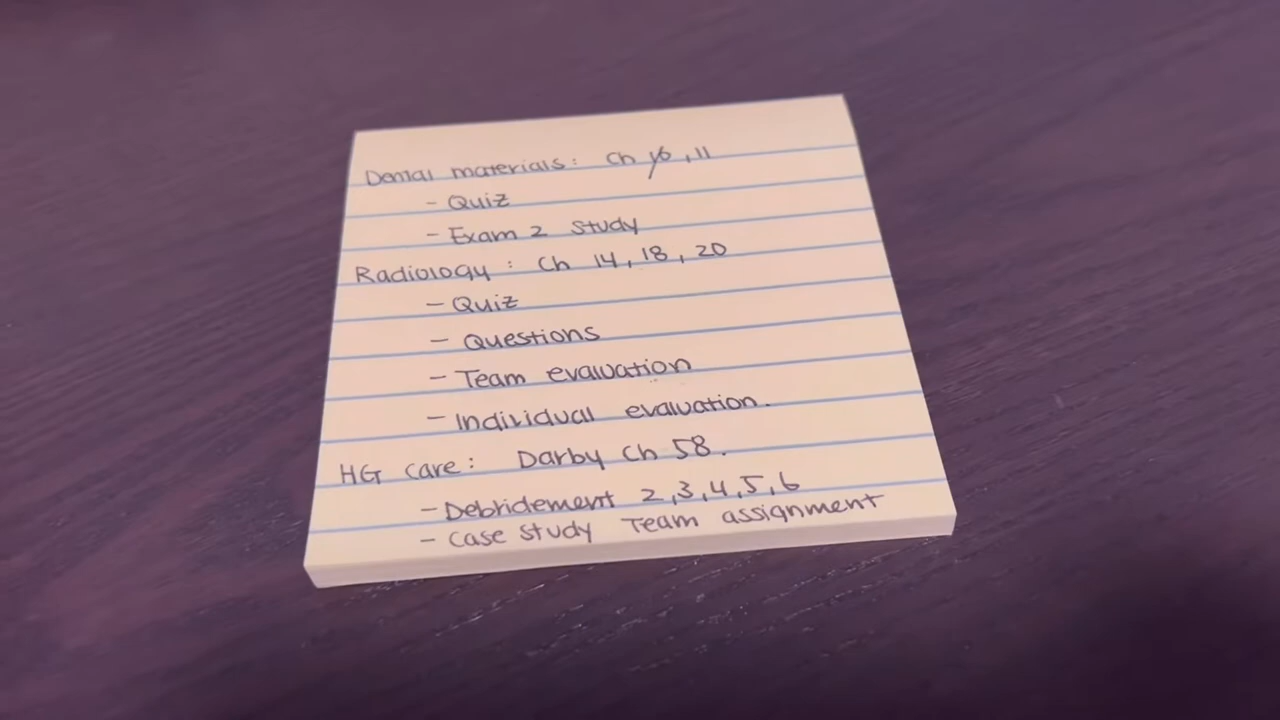 Dental materials: Ch 16, 11
- Quiz
- Exam 2 Study
Radiology: Ch 14, 18, 20
- Quiz
- Questions
- Team evaluation
- Individual evaluation.
HG care: Darby Ch 58.
- Debridement 2,3,4,5,6
- Case study Team assignment